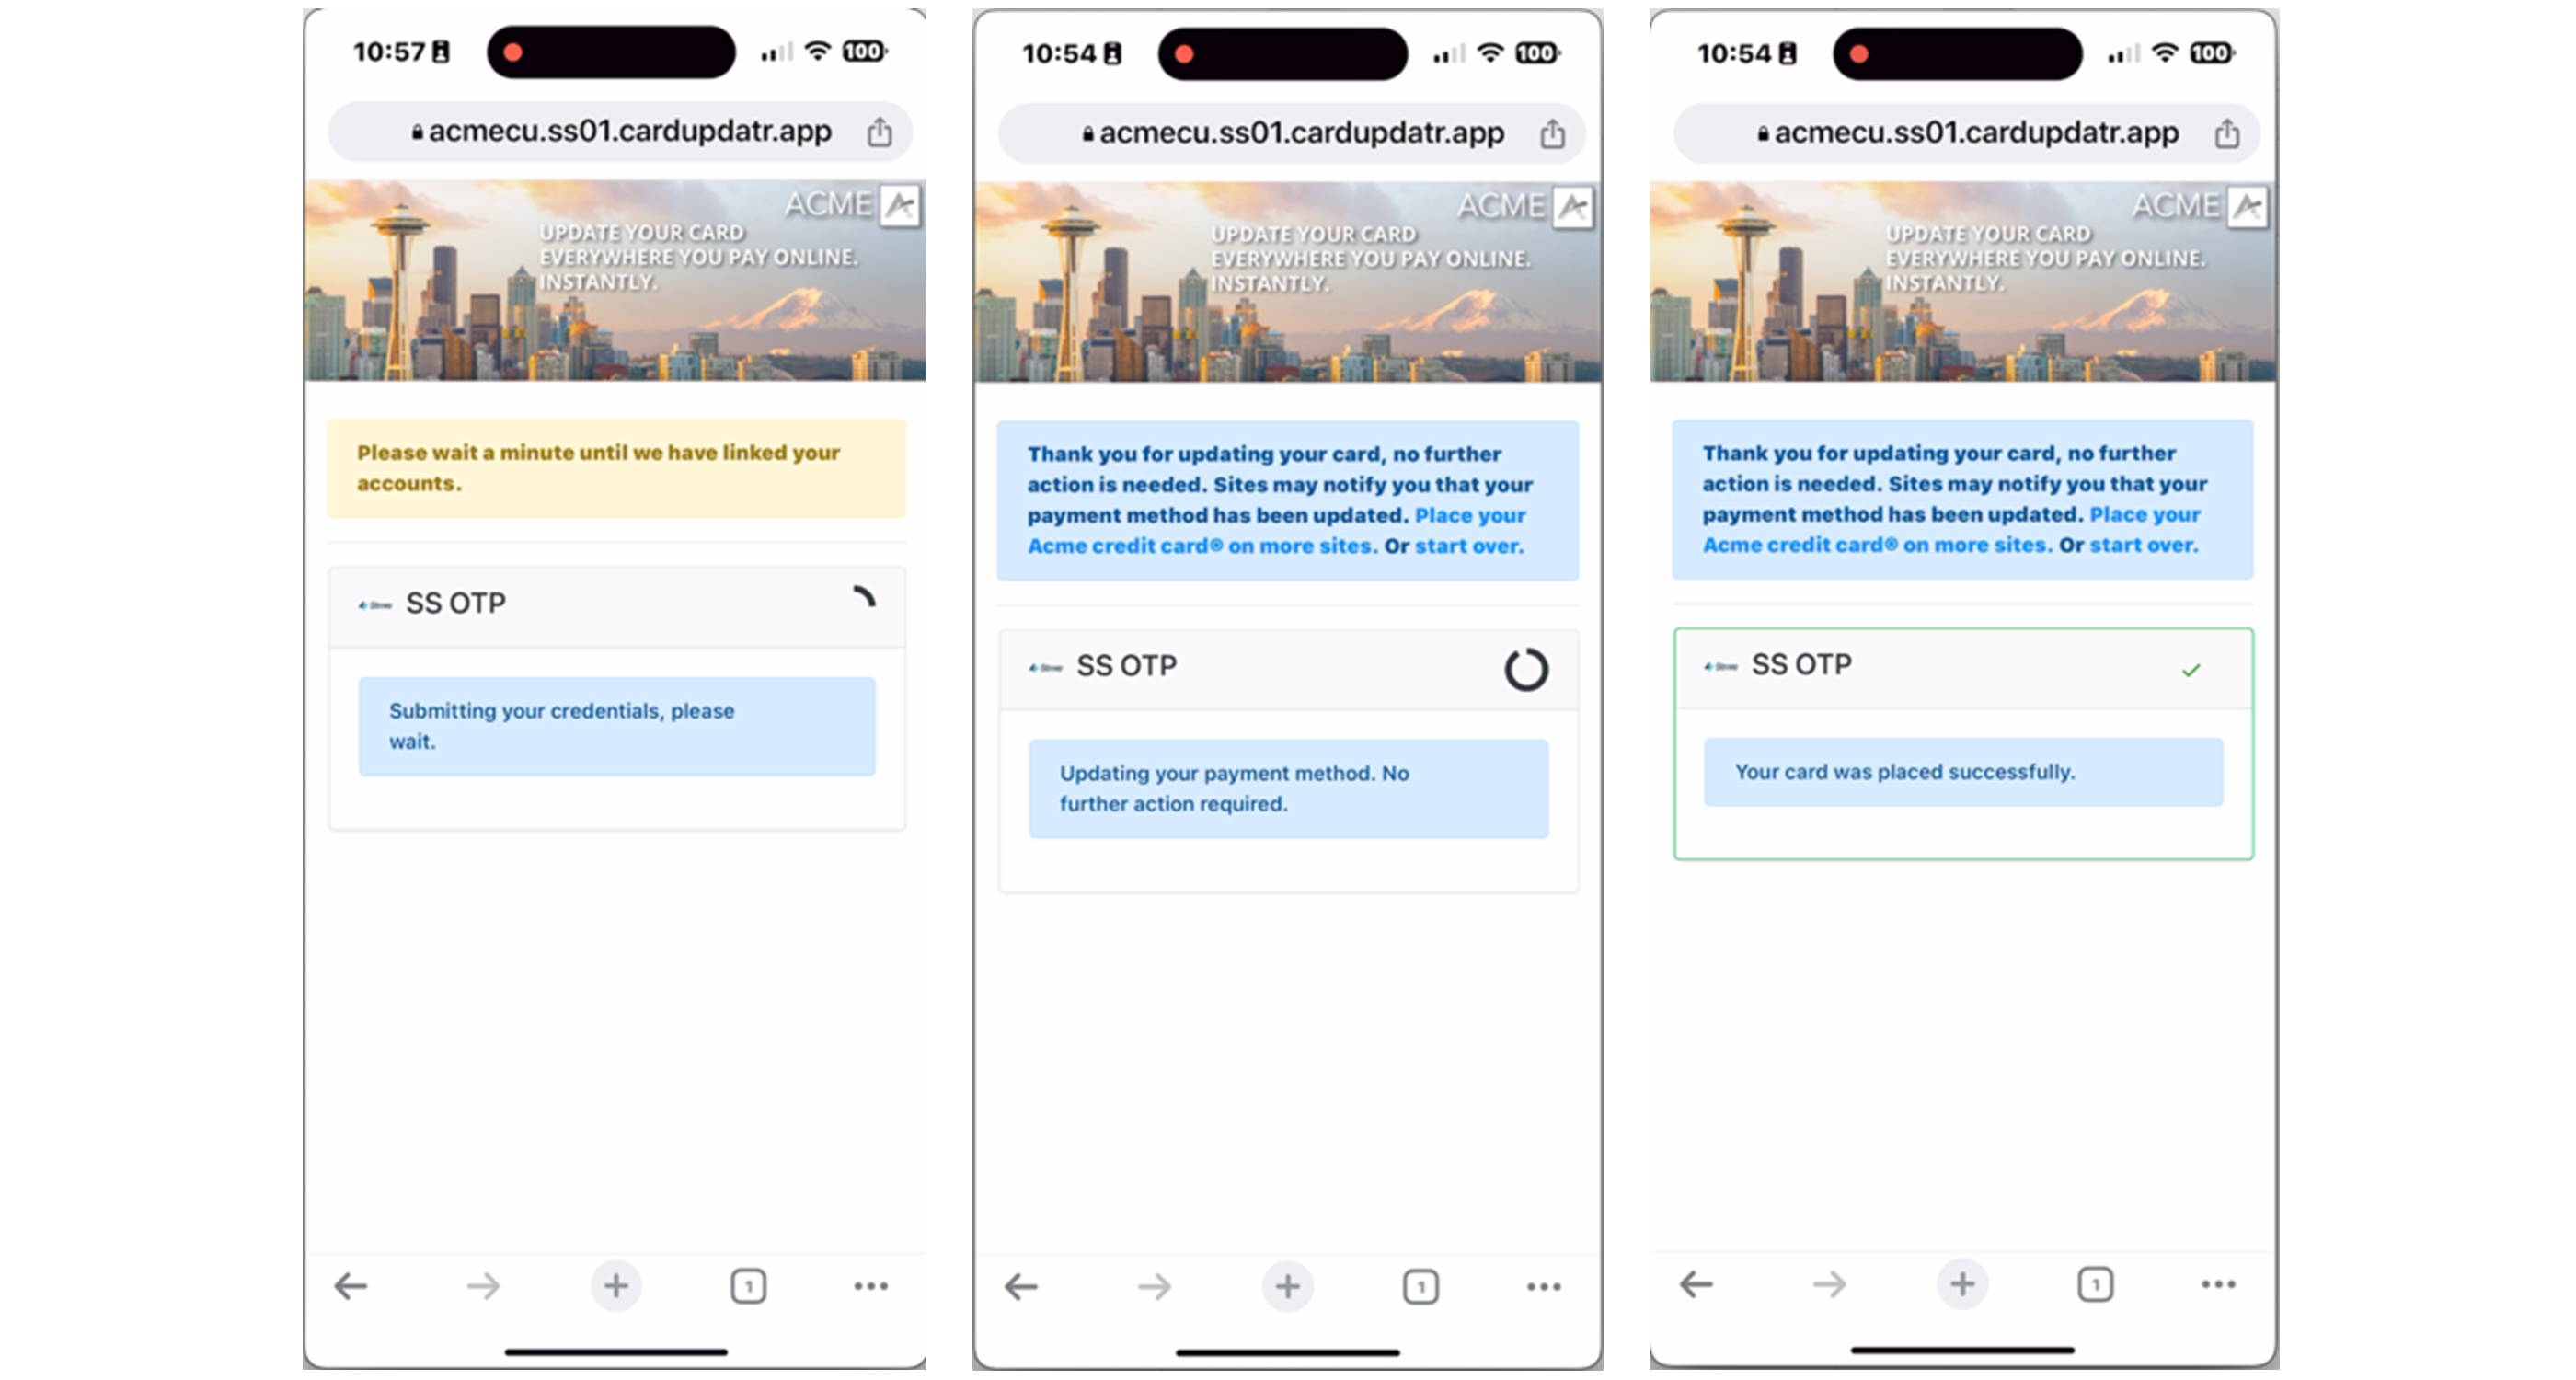 10:57
100
acmecu.ss01.cardupdatr.app
ACME
UPDATE YOUR CARD
EVERYWHERE YOU PAY ONLINE.
INSTANTLY.
Please wait a minute until we have linked your
accounts.
SS OTP
Submitting your credentials, please
wait.
1
10:54
100
acmecu.ss01.cardupdatr.app
ACME
UPDATE YOUR CARD
EVERYWHERE YOU PAY ONLINE.
INSTANTLY.
Thank you for updating your card, no further
action is needed. Sites may notify you that your
payment method has been updated. Place your
Acme credit card® on more sites. Or start over.
SS OTP
Updating your payment method. No
further action required.
1
10:54
100
acmecu.ss01.cardupdatr.app
ACME
UPDATE YOUR CARD
EVERYWHERE YOU PAY ONLINE.
INSTANTLY.
Thank you for updating your card, no further
action is needed. Sites may notify you that your
payment method has been updated. Place your
Acme credit card® on more sites. Or start over.
SS OTP
Your card was placed successfully.
1